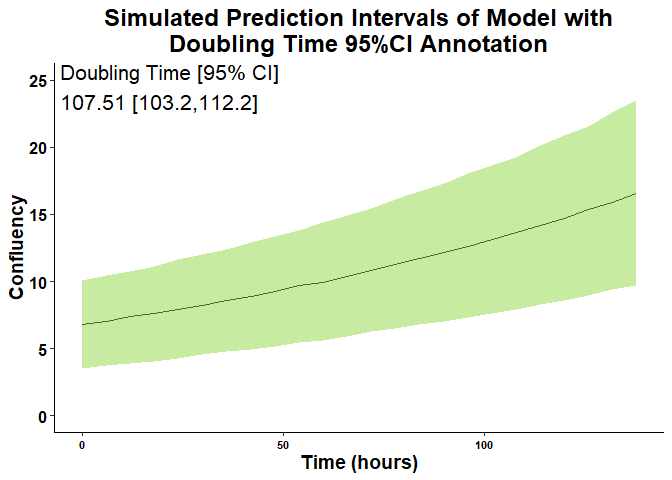 Simulated Prediction Intervals of Model with
Doubling Time 95%CI Annotation
Doubling Time [95% CI]
107.51 [103.2,112.2]
25
20
15
10
5
0
Confluency
0 50 100
Time (hours)